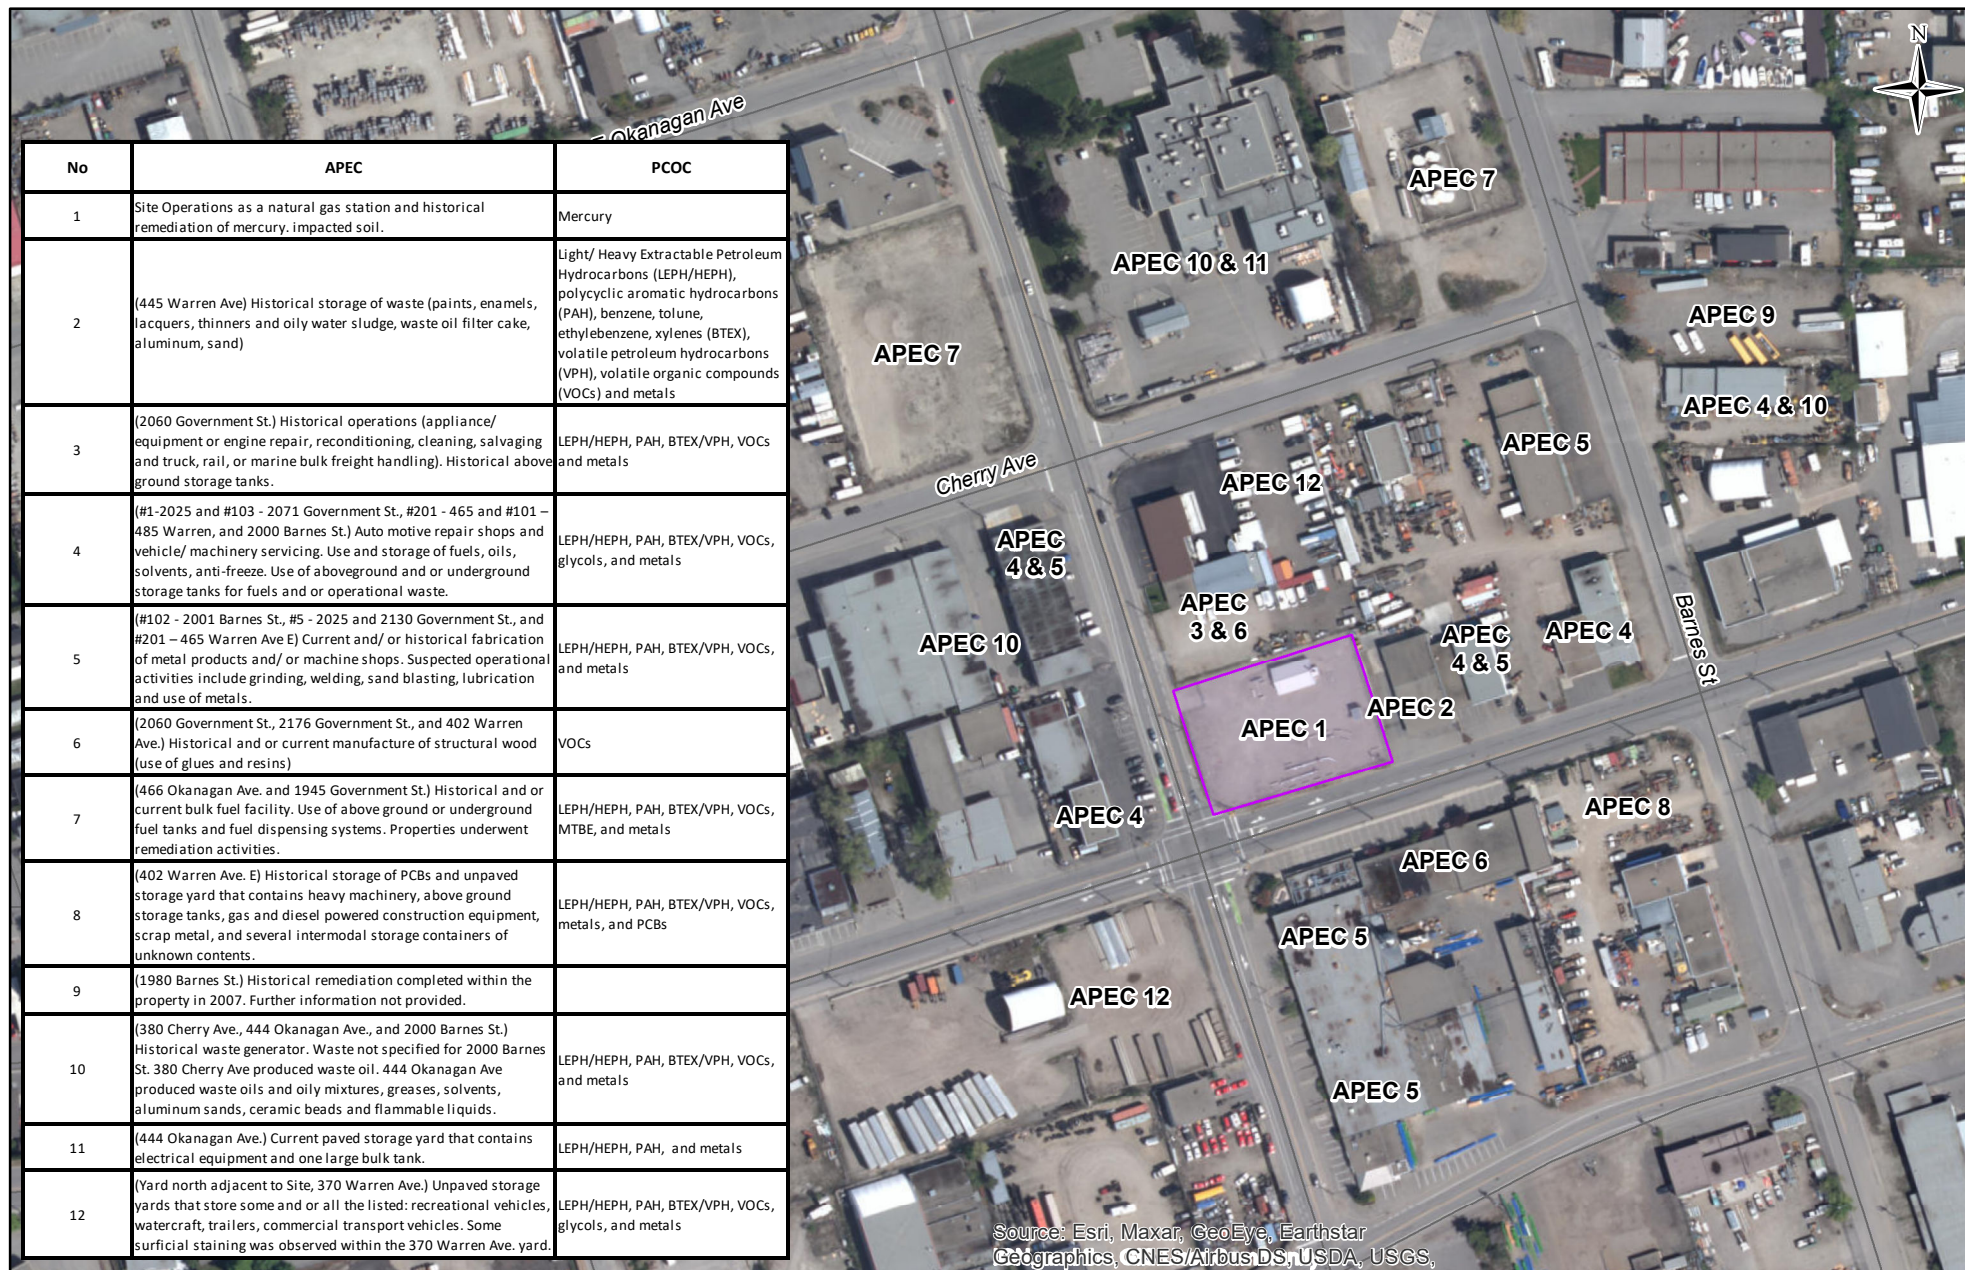 N
E Okanagan Ave
No APEC PCOC
1
Site Operations as a natural gas station and historical
remediation of mercury. impacted soil.
Mercury
2
(445 Warren Ave) Historical storage of waste (paints, enamels,
lacquers, thinners and oily water sludge, waste oil filter cake,
aluminum, sand)
Light/ Heavy Extractable Petroleum
Hydrocarbons (LEPH/HEPH),
polycyclic aromatic hydrocarbons
(PAH), benzene, tolune,
ethylebenzene, xylenes (BTEX),
volatile petroleum hydrocarbons
(VPH), volatile organic compounds
(VOCs) and metals
3
(2060 Government St.) Historical operations (appliance/
equipment or engine repair, reconditioning, cleaning, salvaging
and truck, rail, or marine bulk freight handling). Historical above
ground storage tanks.
LEPH/HEPH, PAH, BTEX/VPH, VOCs
and metals
4
(#1-2025 and #103 - 2071 Government St., #201 - 465 and #101 –
485 Warren, and 2000 Barnes St.) Auto motive repair shops and
vehicle/ machinery servicing. Use and storage of fuels, oils,
solvents, anti-freeze. Use of aboveground and or underground
storage tanks for fuels and or operational waste.
LEPH/HEPH, PAH, BTEX/VPH, VOCs,
glycols, and metals
5
(#102 - 2001 Barnes St., #5 - 2025 and 2130 Government St., and
#201 – 465 Warren Ave E) Current and/ or historical fabrication
of metal products and/ or machine shops. Suspected operational
activities include grinding, welding, sand blasting, lubrication
and use of metals.
LEPH/HEPH, PAH, BTEX/VPH, VOCs,
and metals
6
(2060 Government St., 2176 Government St., and 402 Warren
Ave.) Historical and or current manufacture of structural wood
(use of glues and resins)
VOCs
7
(466 Okanagan Ave. and 1945 Government St.) Historical and or
current bulk fuel facility. Use of above ground or underground
fuel tanks and fuel dispensing systems. Properties underwent
remediation activities.
LEPH/HEPH, PAH, BTEX/VPH, VOCs,
MTBE, and metals
8
(402 Warren Ave. E) Historical storage of PCBs and unpaved
storage yard that contains heavy machinery, above ground
storage tanks, gas and diesel powered construction equipment,
scrap metal, and several intermodal storage containers of
unknown contents.
LEPH/HEPH, PAH, BTEX/VPH, VOCs,
metals, and PCBs
9
(1980 Barnes St.) Historical remediation completed within the
property in 2007. Further information not provided.
10
(380 Cherry Ave., 444 Okanagan Ave., and 2000 Barnes St.)
Historical waste generator. Waste not specified for 2000 Barnes
St. 380 Cherry Ave produced waste oil. 444 Okanagan Ave
produced waste oils and oily mixtures, greases, solvents,
aluminum sands, ceramic beads and flammable liquids.
LEPH/HEPH, PAH, BTEX/VPH, VOCs,
and metals
11
(444 Okanagan Ave.) Current paved storage yard that contains
electrical equipment and one large bulk tank.
LEPH/HEPH, PAH, and metals
12
(Yard north adjacent to Site, 370 Warren Ave.) Unpaved storage
yards that store some and or all the listed: recreational vehicles,
watercraft, trailers, commercial transport vehicles. Some
surficial staining was observed within the 370 Warren Ave. yard.
LEPH/HEPH, PAH, BTEX/VPH, VOCs,
glycols, and metals
APEC 7
APEC 10 & 11
APEC 9
APEC 7
APEC 4 & 10
APEC 5
Cherry Ave
APEC 12
APEC
4 & 5
APEC
3 & 6
APEC 10
APEC
4 & 5
APEC 4
Barnes St
APEC 2
APEC 1
APEC 4
APEC 8
APEC 6
APEC 5
APEC 12
APEC 5
Source: Esri, Maxar, GeoEye, Earthstar
Geographics, CNES/Airbus DS, USDA, USGS,